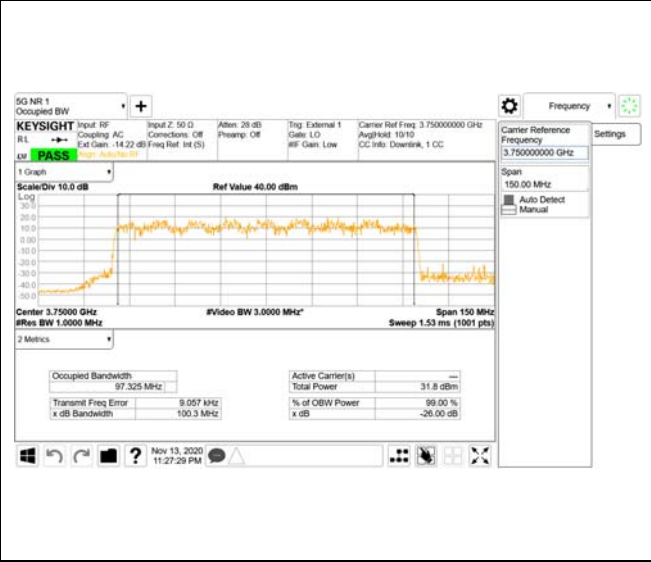 5G NR 1
Occupied BW
Frequency
KEYSIGHT
Input: RF
Coupling: AC
Ext Gain: -14.22 dB
Align: Auto/No RF
Input Z: 50 Ω
Corrections: Off
Freq Ref: Int (S)
Atten: 28 dB
Preamp: Off
Trig: External 1
Gate: LO
#IF Gain: Low
Carrier Ref Freq: 3.750000000 GHz
Avg|Hold: 10/10
CC Info: Downlink, 1 CC
RL
PASS
Carrier Reference
Frequency
3.750000000 GHz
Settings
Span
150.00 MHz
Auto Detect
Manual
1 Graph
Scale/Div 10.0 dB
Ref Value 40.00 dBm
Log
30.0
20.0
10.0
0.00
-10.0
-20.0
-30.0
-40.0
-50.0
Center 3.75000 GHz
#Video BW 3.0000 MHz*
Span 150 MHz
#Res BW 1.0000 MHz
Sweep 1.53 ms (1001 pts)
2 Metrics
Occupied Bandwidth
97.325 MHz
Transmit Freq Error 9.057 kHz
x dB Bandwidth 100.3 MHz
Active Carrier(s) —
Total Power 31.8 dBm
% of OBW Power 99.00 %
x dB -26.00 dB
?
Nov 13, 2020
11:27:29 PM